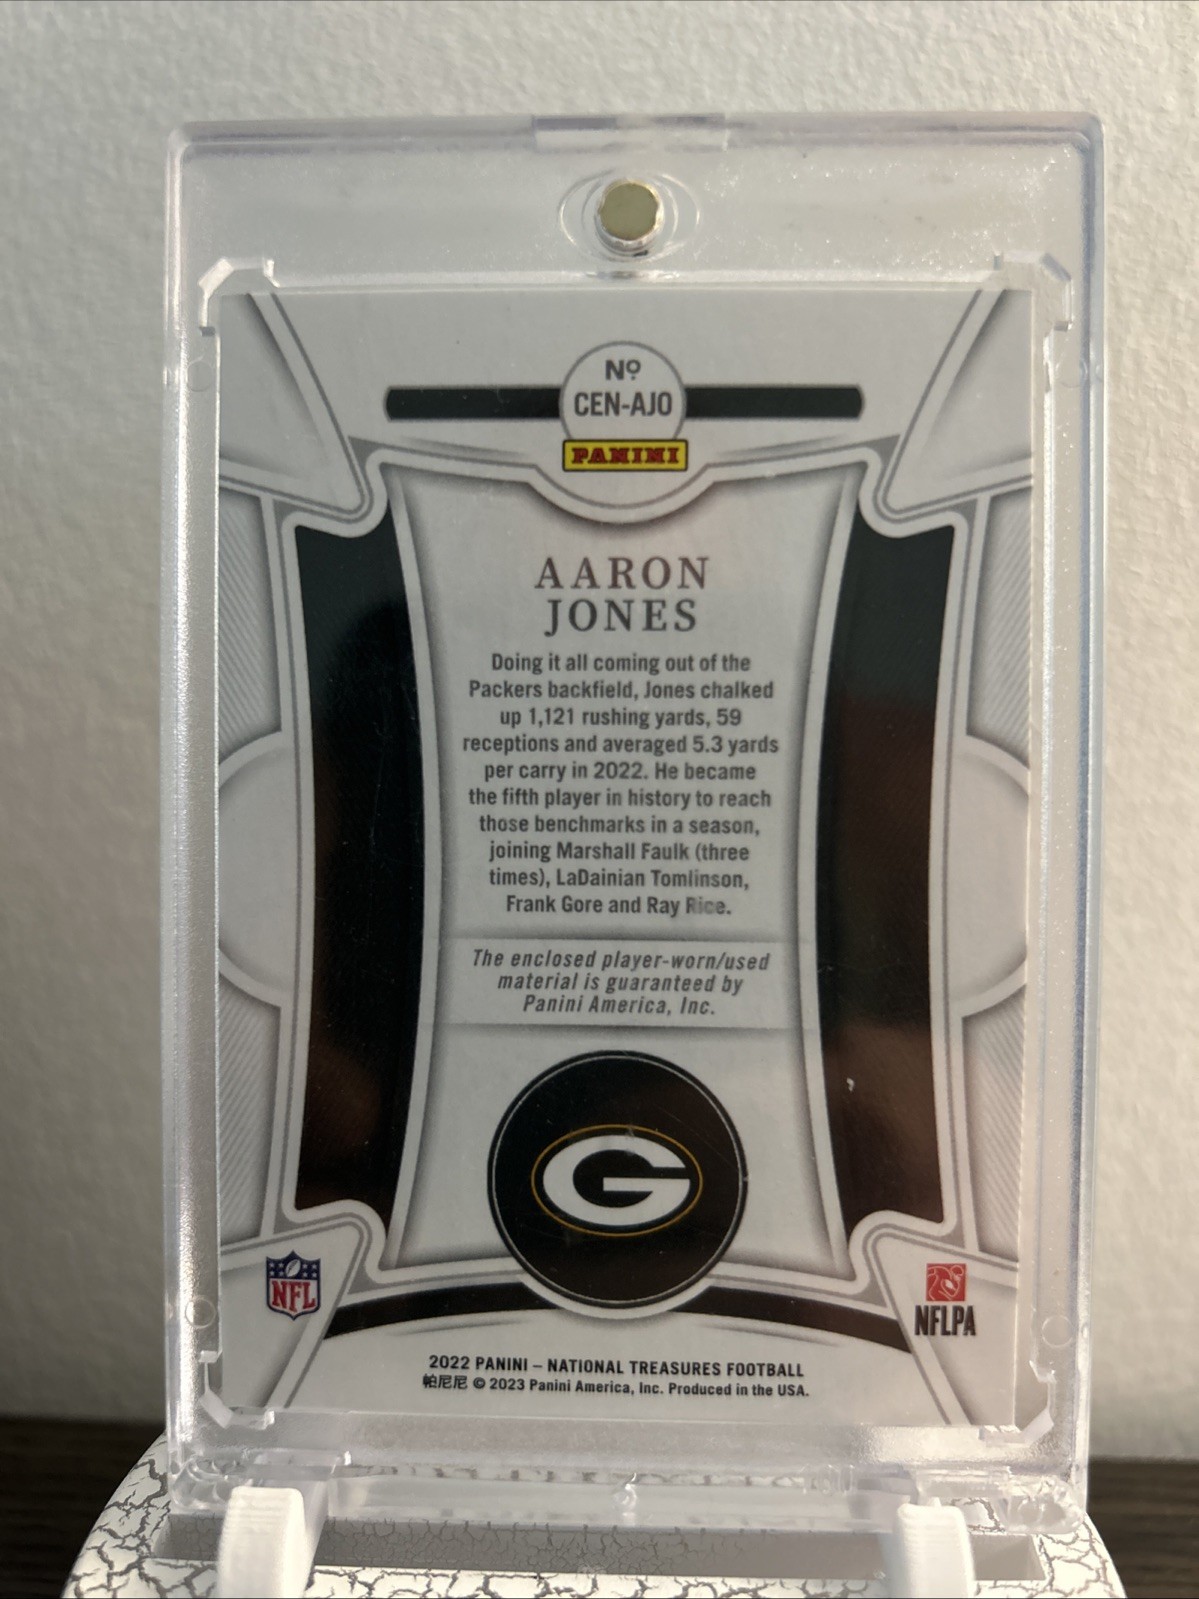 Nº
CEN-AJO
PANINI
AARON
JONES
Doing it all coming out of the
Packers backfield, Jones chalked
up 1,121 rushing yards, 59
receptions and averaged 5.3 yards
per carry in 2022. He became
the fifth player in history to reach
those benchmarks in a season,
joining Marshall Faulk (three
times), LaDainian Tomlinson,
Frank Gore and Ray Rice.
The enclosed player-worn/used
material is guaranteed by
Panini America, Inc.
G
NFL
NFLPA
2022 PANINI – NATIONAL TREASURES FOOTBALL
帕尼尼 © 2023 Panini America, Inc. Produced in the USA.